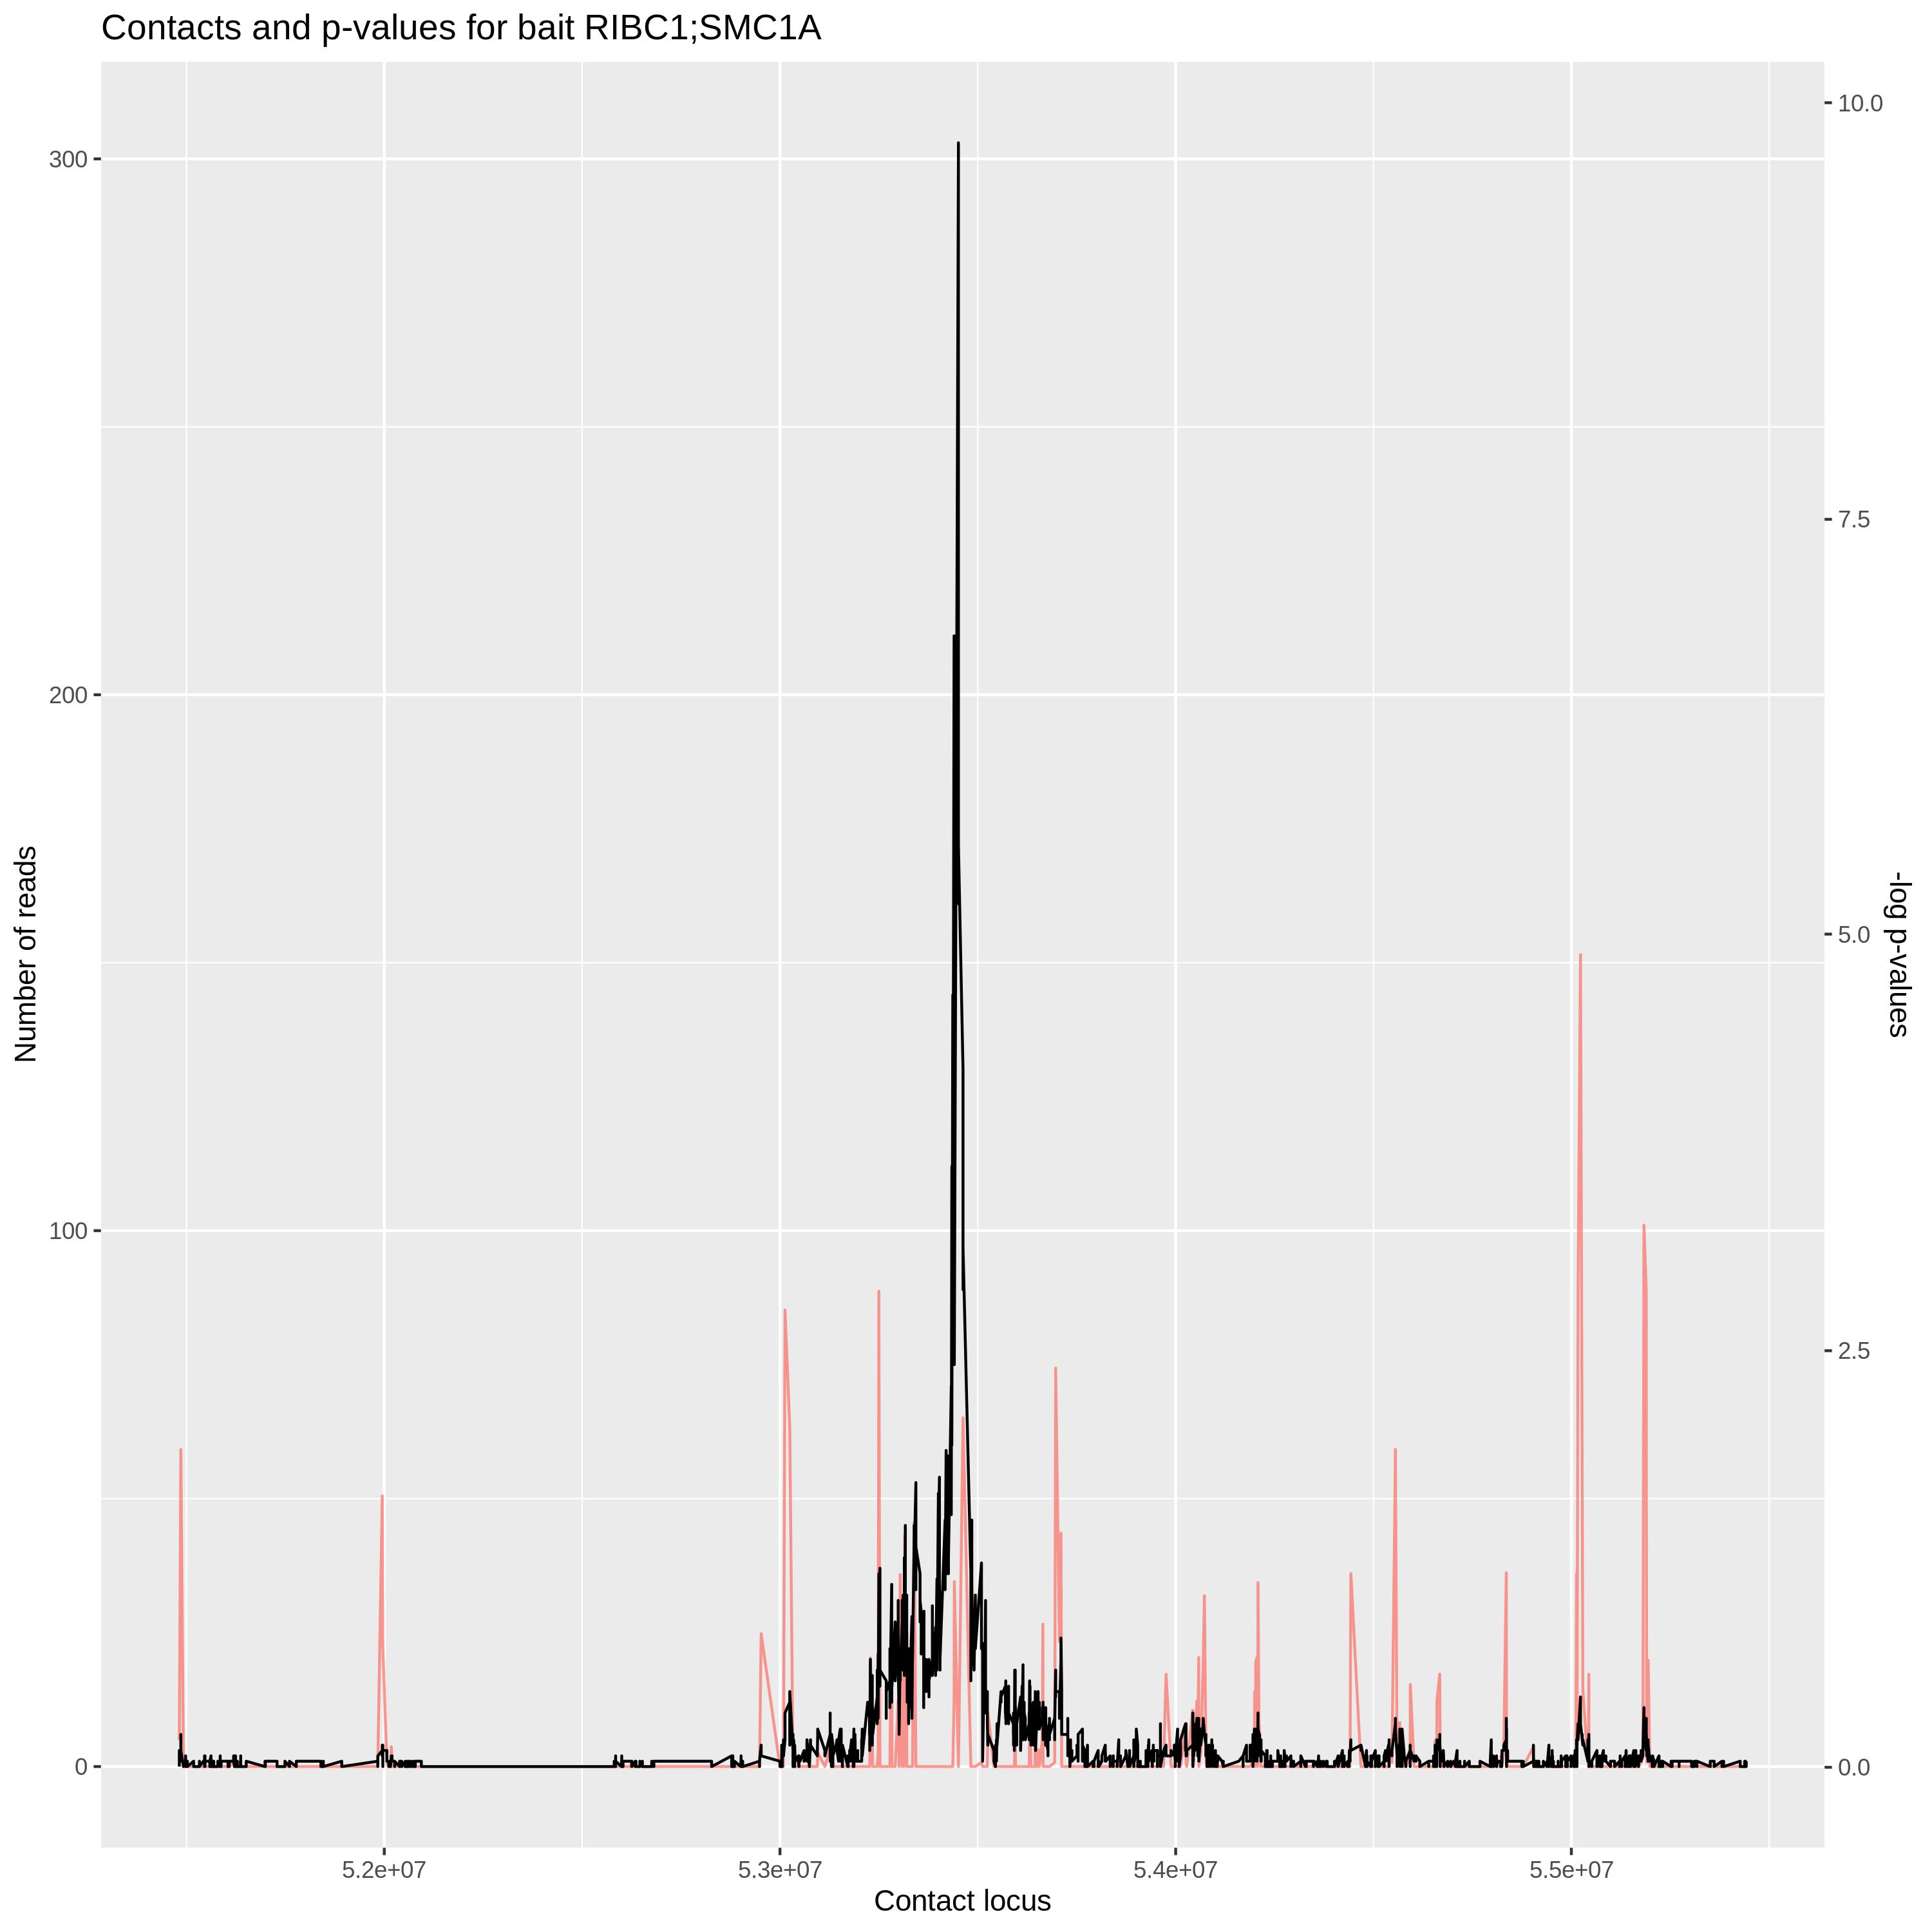 Contacts and p-values for bait RIBC1;SMC1A
Number of reads
300
200
100
0
10.0
7.5
5.0
2.5
0.0
-log p-values
5.2e+07 5.3e+07 5.4e+07 5.5e+07
Contact locus